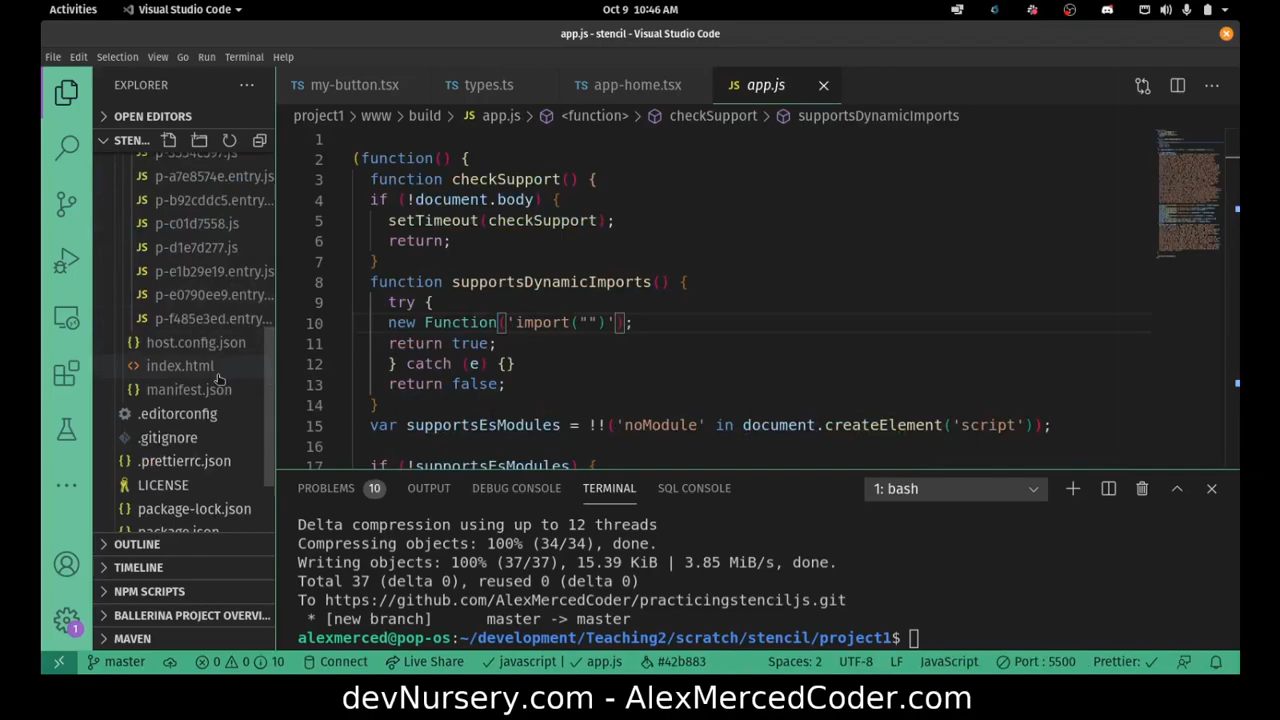 Activities
Visual Studio Code
Oct 9 10:46 AM
app.js - stencil - Visual Studio Code
File Edit Selection View Go Run Terminal Help
EXPLORER
OPEN EDITORS
STEN...
p-a7e8574e.entry.js
p-b92cddc5.entry...
p-c01d7558.js
p-d1e7d277.js
p-e1b29e19.entry.js
p-e0790ee9.entry...
p-f485e3ed.entry...
host.config.json
index.html
manifest.json
.editorconfig
.gitignore
.prettierrc.json
LICENSE
package-lock.json
package.json
OUTLINE
TIMELINE
NPM SCRIPTS
BALLERINA PROJECT OVERVI...
MAVEN
my-button.tsx
types.ts
app-home.tsx
app.js
project1 > www > build > JS app.js > <function> > checkSupport > supportsDynamicImports
1
2 (function() {
3 function checkSupport() {
4 if (!document.body) {
5 setTimeout(checkSupport);
6 return;
7 }
8 function supportsDynamicImports() {
9 try {
10 new Function('import("")');
11 return true;
12 } catch (e) {}
13 return false;
14 }
15 var supportsEsModules = !!('noModule' in document.createElement('script'));
16
17 if (!supportsEsModules) {
PROBLEMS 10 OUTPUT DEBUG CONSOLE TERMINAL SQL CONSOLE
1: bash
Delta compression using up to 12 threads
Compressing objects: 100% (34/34), done.
Writing objects: 100% (37/37), 15.39 KiB | 3.85 MiB/s, done.
Total 37 (delta 0), reused 0 (delta 0)
To https://github.com/AlexMercedCoder/practicingstenciljs.git
* [new branch] master -> master
alexmerced@pop-os:~/development/Teaching2/scratch/stencil/project1$
1
master 0 0 10 Connect Live Share javascript | app.js #42b883 Spaces: 2 UTF-8 LF JavaScript Port : 5500 Prettier:
devNursery.com - AlexMercedCoder.com